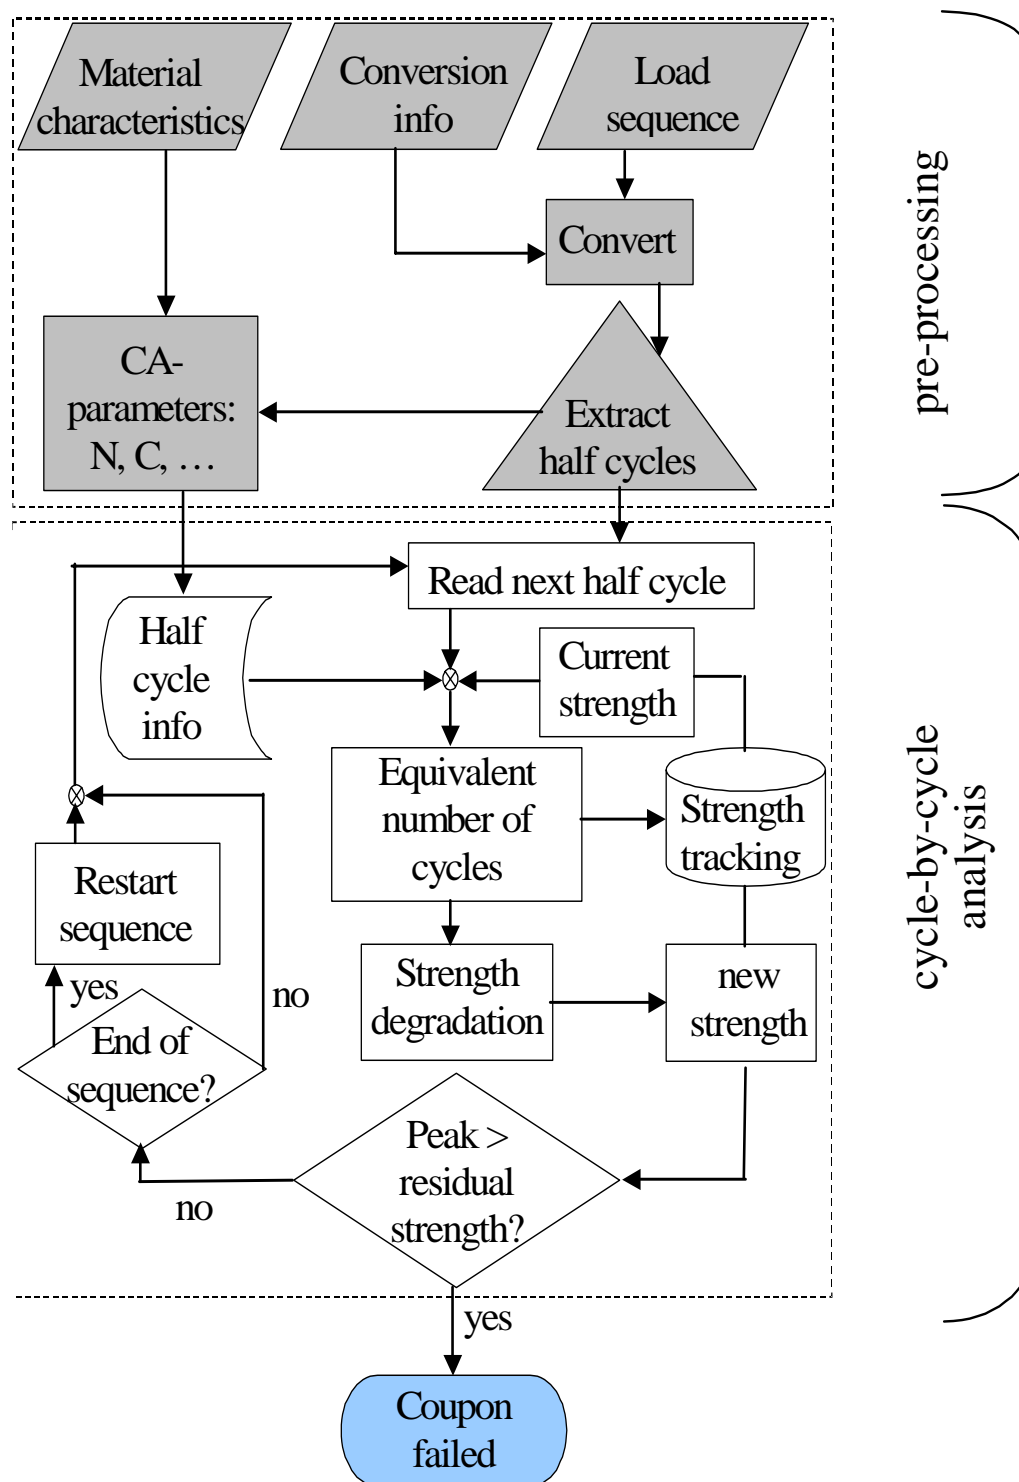 Material
characteristics
Conversion
info
Load
sequence
Convert
CA-
parameters:
N, C, …
Extract
half cycles
pre-processing
Read next half cycle
Half
cycle
info
Current
strength
Equivalent
number of
cycles
Strength
tracking
Restart
sequence
yes
no
Strength
degradation
new
strength
End of
sequence?
Peak >
residual
strength?
no
yes
cycle-by-cycle
analysis
Coupon
failed